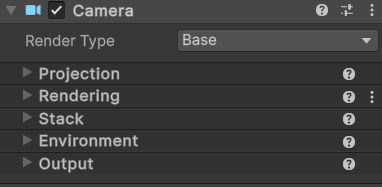 Camera
Render Type Base
Projection
Rendering
Stack
Environment
Output